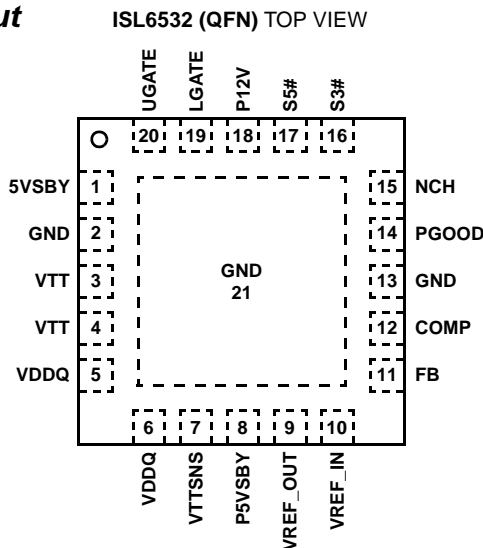 ut
ISL6532 (QFN) TOP VIEW
UGATE
LGATE
P12V
S5#
S3#
20
19
18
17
16
5VSBY 1
GND 2
VTT 3
VTT 4
VDDQ 5
GND
21
15 NCH
14 PGOOD
13 GND
12 COMP
11 FB
6
7
8
9
10
VDDQ
VTTSNS
P5VSBY
VREF_OUT
VREF_IN